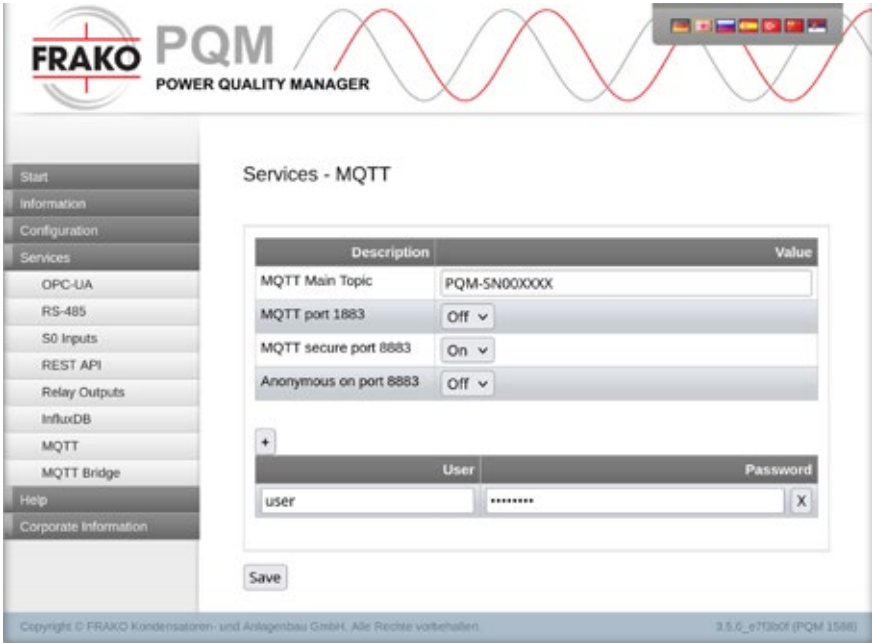 FRAKO
PQM
POWER QUALITY MANAGER
Start
Information
Configuration
Services
OPC-UA
RS-485
S0 Inputs
REST API
Relay Outputs
InfluxDB
MQTT
MQTT Bridge
Help
Corporate Information
Services - MQTT
Description Value
MQTT Main Topic PQM-SN00XXXX
MQTT port 1883 Off
MQTT secure port 8883 On
Anonymous on port 8883 Off
+
User Password
user •••••••• X
Save
Copyright © FRAKO Kondensatoren- und Anlagenbau GmbH. Alle Rechte vorbehalten. 3.5.0_e7f3b0f (PQM 1588)